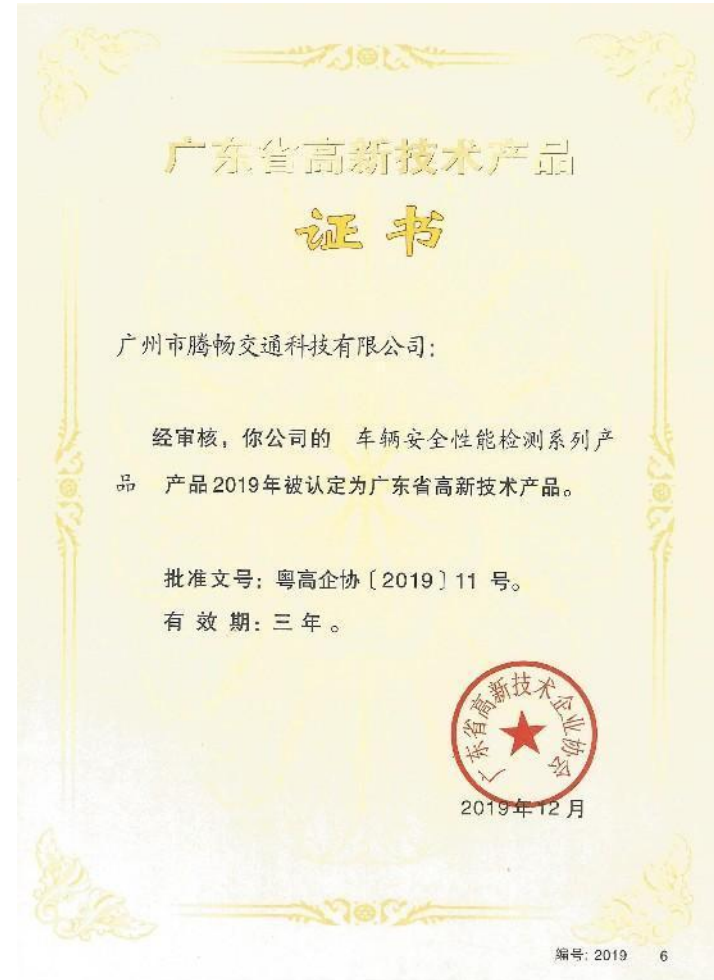 广东省高新技术产品
证书
广州市腾畅交通科技有限公司:
经审核，你公司的 车辆安全性能检测系列产
品 产品2019年被认定为广东省高新技术产品。
批准文号: 粤高企协〔2019〕11 号。
有 效 期: 三 年 。
广东省高新技术企业协会
2019年12月
编号: 2019 6